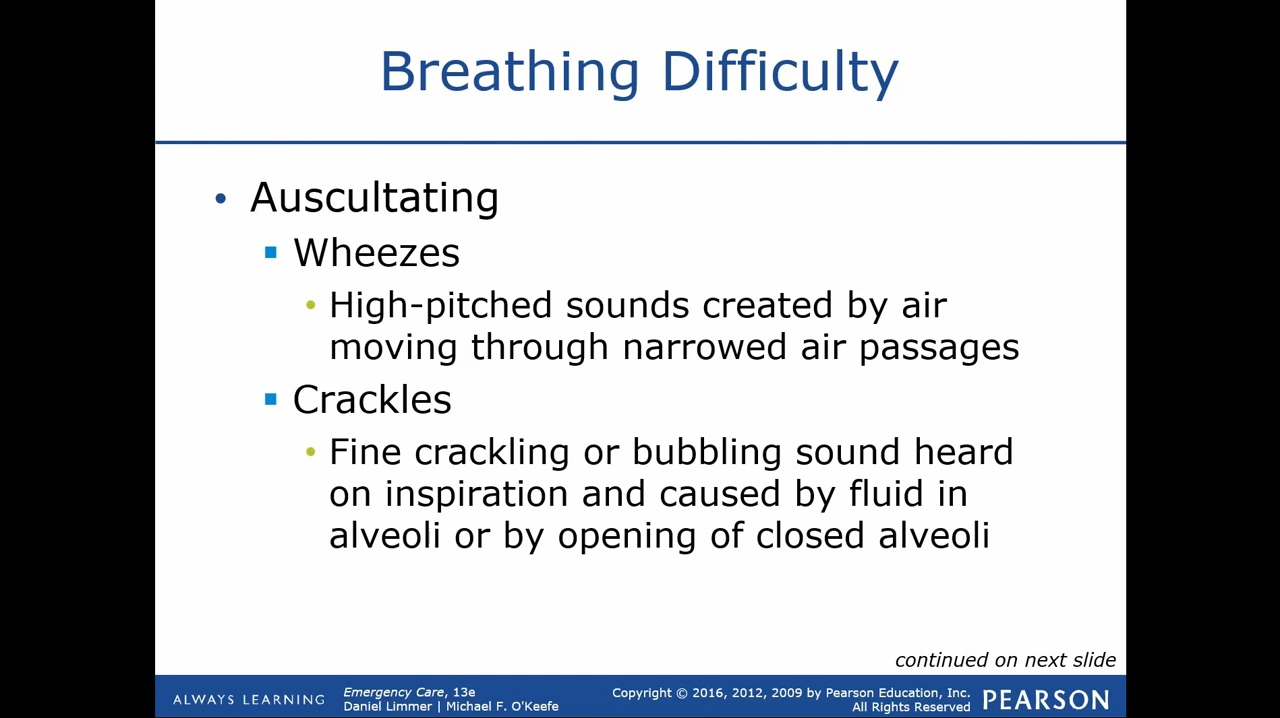 Breathing Difficulty
• Auscultating
▪ Wheezes
• High-pitched sounds created by air
moving through narrowed air passages
▪ Crackles
• Fine crackling or bubbling sound heard
on inspiration and caused by fluid in
alveoli or by opening of closed alveoli
continued on next slide
ALWAYS LEARNING
Emergency Care, 13e
Daniel Limmer | Michael F. O'Keefe
Copyright © 2016, 2012, 2009 by Pearson Education, Inc.
All Rights Reserved
PEARSON